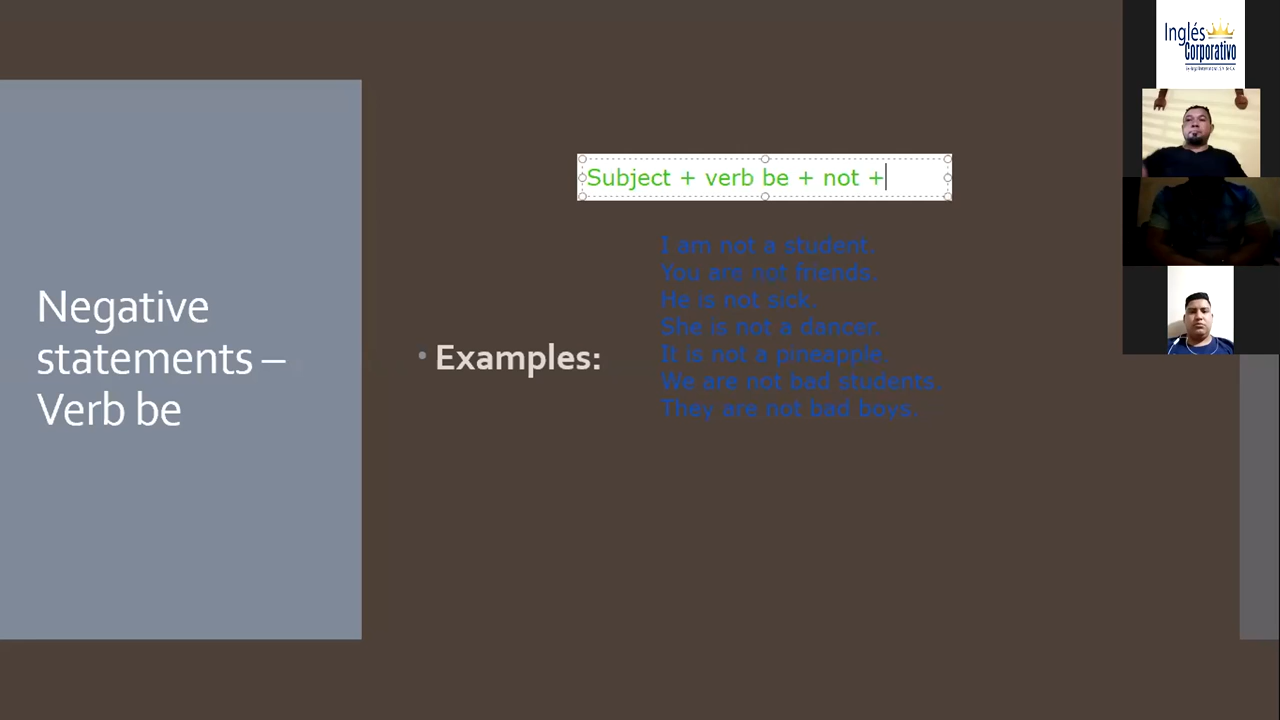 Inglés
Corporativo
Subject + verb be + not +
I am not a student.
You are not friends.
He is not sick.
She is not a dancer.
It is not a pineapple.
We are not bad students.
They are not bad boys.
Negative
statements –
Verb be
• Examples: